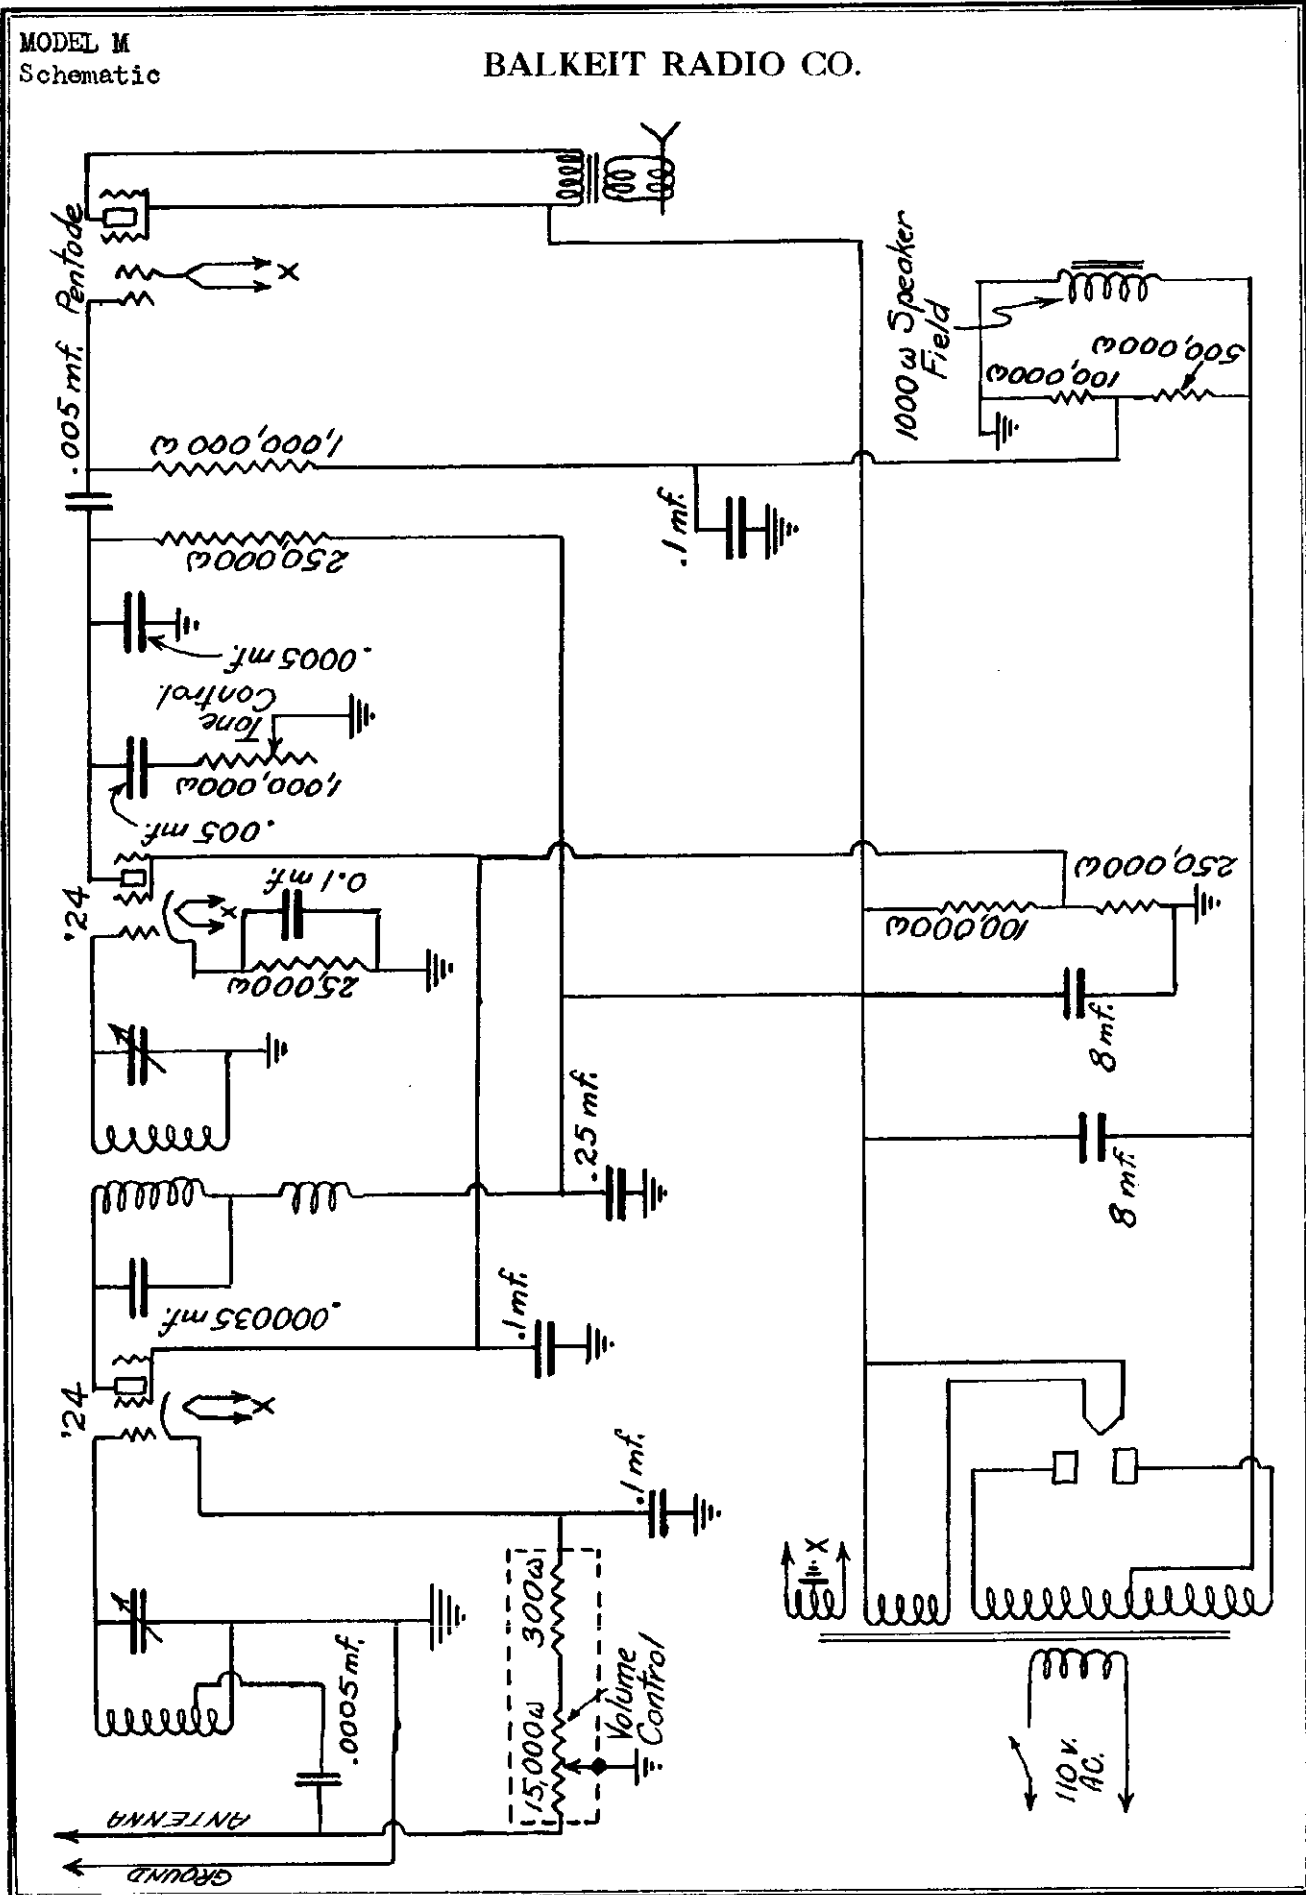 MODEL M
Schematic
BALKEIT RADIO CO.
Pentode
.005 mf.
X
1000 ω Speaker
Field
500,000ω
100,000ω
1,000,000 ω
.1 mf.
250,000ω
.0005 mf.
Tone
Control
1,000,000ω
.005 mf.
'24
X
0.1 mf.
25,000ω
250,000ω
100,000ω
8 mf.
8 mf.
.25 mf.
.000035 mf.
.1 mf.
'24
X
.1 mf.
300ω
15,000ω
Volume
Control
.0005 mf.
X
110 v.
AC.
ANTENNA
GROUND